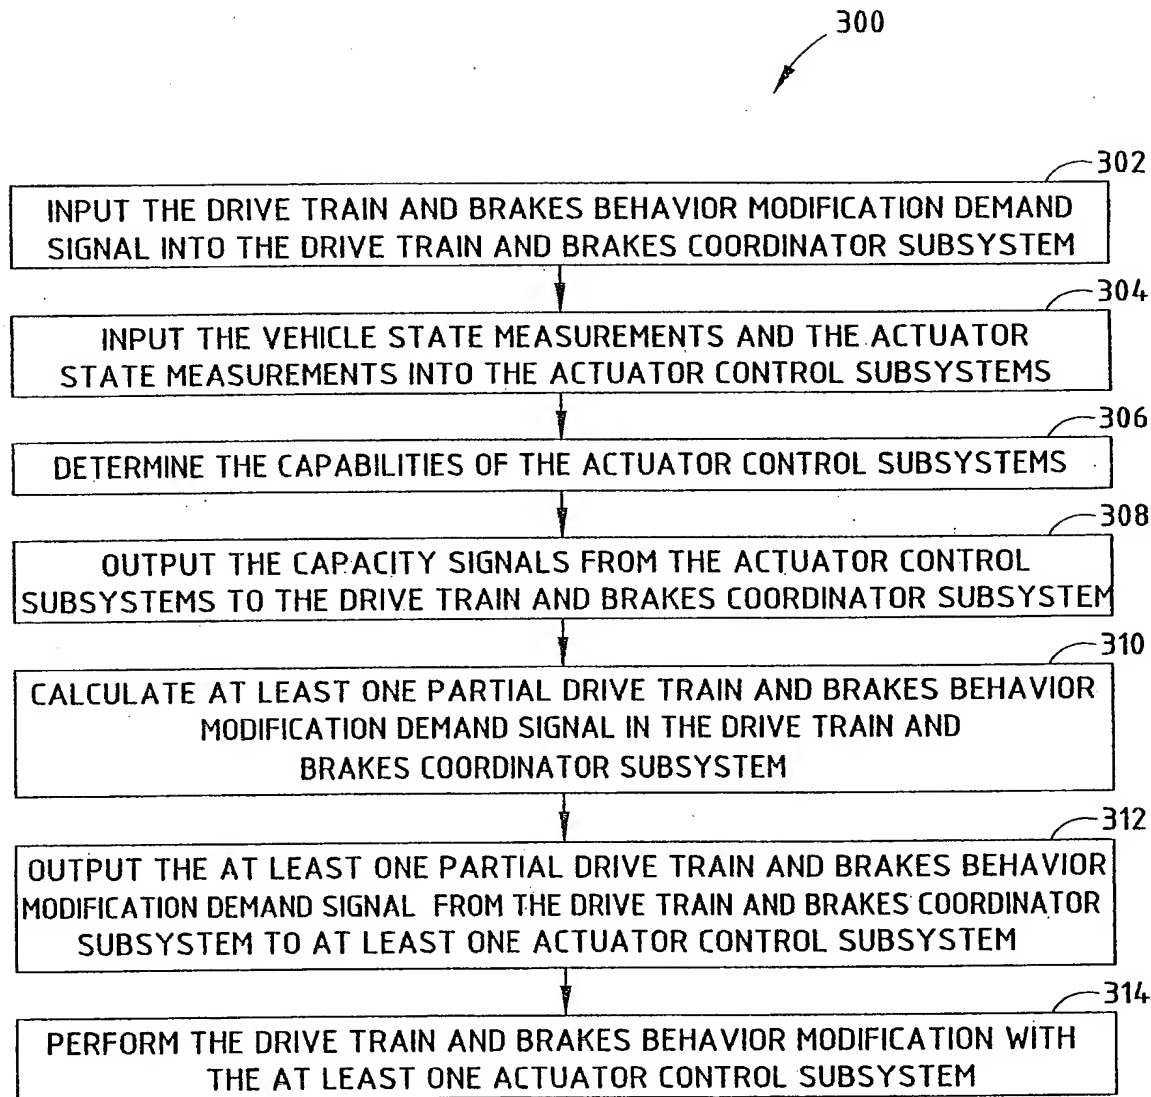 300
302
INPUT THE DRIVE TRAIN AND BRAKES BEHAVIOR MODIFICATION DEMAND
SIGNAL INTO THE DRIVE TRAIN AND BRAKES COORDINATOR SUBSYSTEM
304
INPUT THE VEHICLE STATE MEASUREMENTS AND THE ACTUATOR
STATE MEASUREMENTS INTO THE ACTUATOR CONTROL SUBSYSTEMS
306
DETERMINE THE CAPABILITIES OF THE ACTUATOR CONTROL SUBSYSTEMS
308
OUTPUT THE CAPACITY SIGNALS FROM THE ACTUATOR CONTROL
SUBSYSTEMS TO THE DRIVE TRAIN AND BRAKES COORDINATOR SUBSYSTEM
310
CALCULATE AT LEAST ONE PARTIAL DRIVE TRAIN AND BRAKES BEHAVIOR
MODIFICATION DEMAND SIGNAL IN THE DRIVE TRAIN AND
BRAKES COORDINATOR SUBSYSTEM
312
OUTPUT THE AT LEAST ONE PARTIAL DRIVE TRAIN AND BRAKES BEHAVIOR
MODIFICATION DEMAND SIGNAL FROM THE DRIVE TRAIN AND BRAKES COORDINATOR
SUBSYSTEM TO AT LEAST ONE ACTUATOR CONTROL SUBSYSTEM
314
PERFORM THE DRIVE TRAIN AND BRAKES BEHAVIOR MODIFICATION WITH
THE AT LEAST ONE ACTUATOR CONTROL SUBSYSTEM